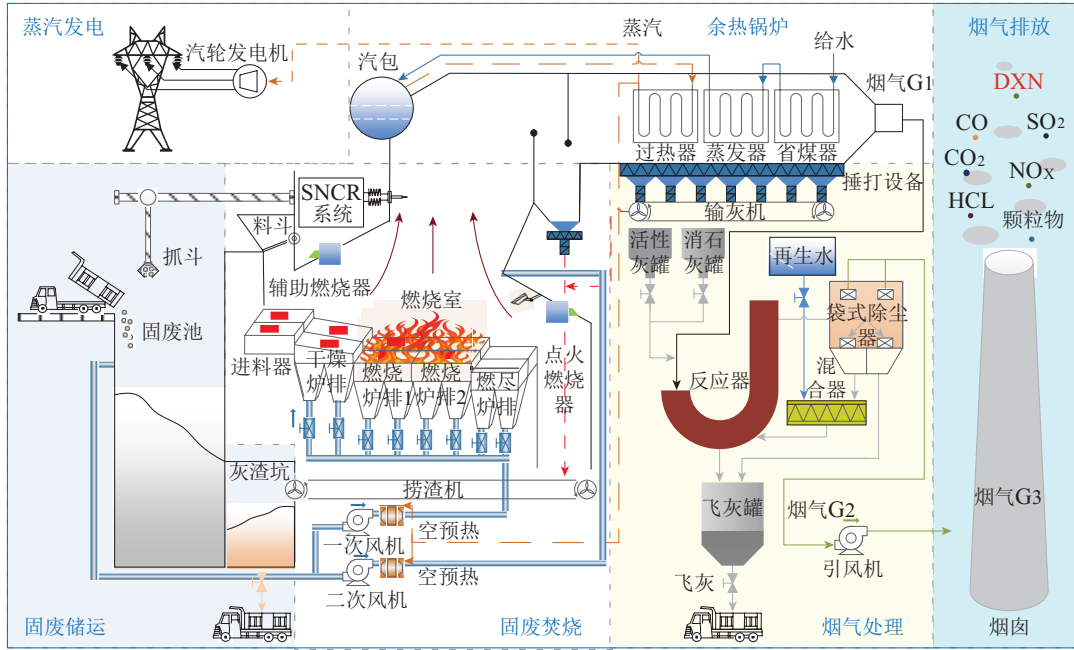 蒸汽发电
汽轮发电机
汽包
蒸汽
余热锅炉
给水
烟气G1
过热器
蒸发器
省煤器
捶打设备
输灰机
烟气排放
DXN
CO
SO2
CO2
NOX
HCL
颗粒物
SNCR
系统
料斗
抓斗
辅助燃烧器
固废池
燃烧室
进料器
干燥
炉排
燃烧
炉排1
燃烧
炉排2
燃尽
炉排
点火
燃烧
器
活性
灰罐
消石
灰罐
再生水
袋式除尘
器
反应器
混
合器
灰渣坑
捞渣机
空预热
一次风机
空预热
二次风机
飞灰罐
烟气G2
飞灰
引风机
烟气G3
固废储运
固废焚烧
烟气处理
烟囱